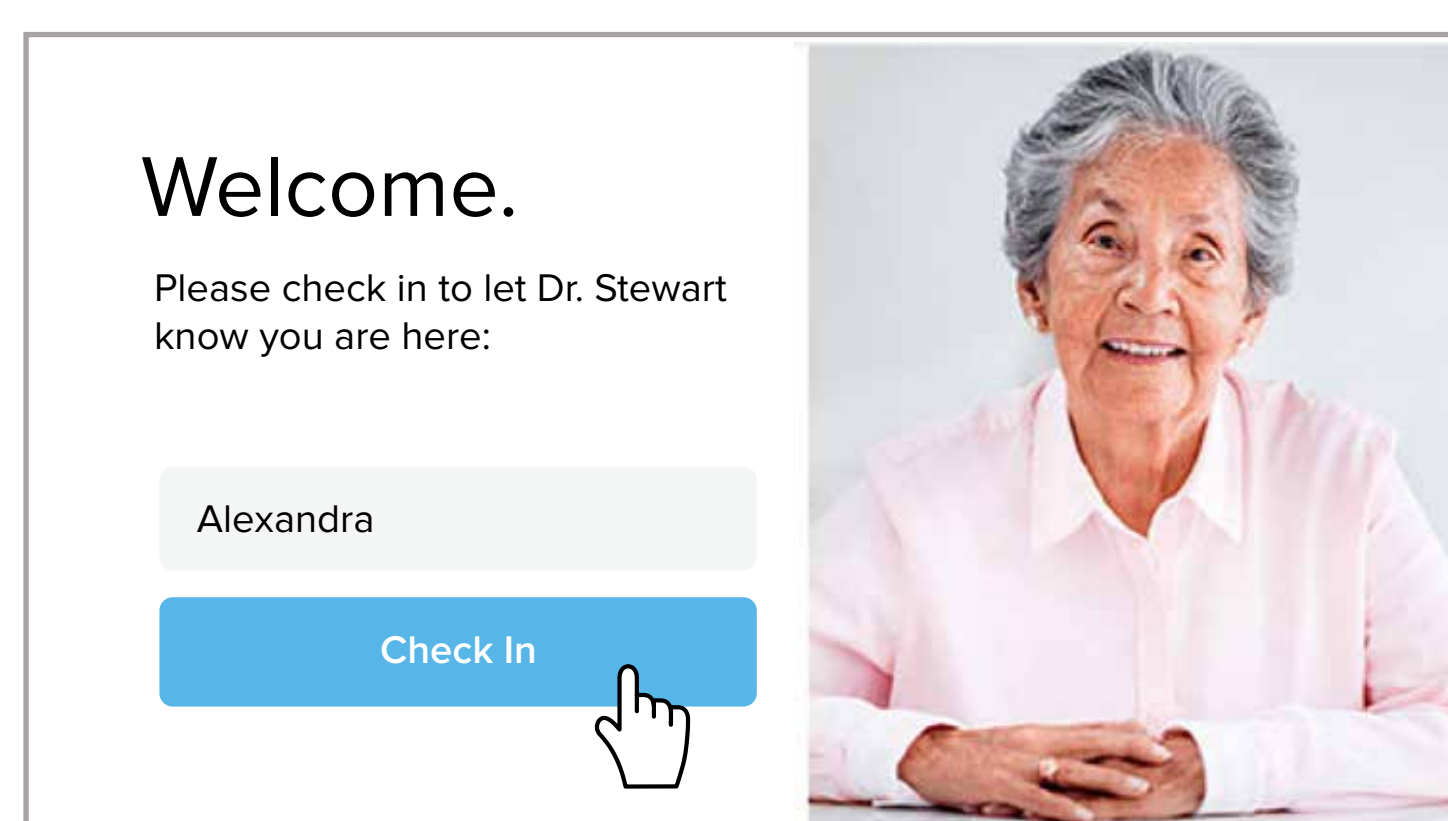 Welcome.
Please check in to let Dr. Stewart
know you are here:
Alexandra
Check In